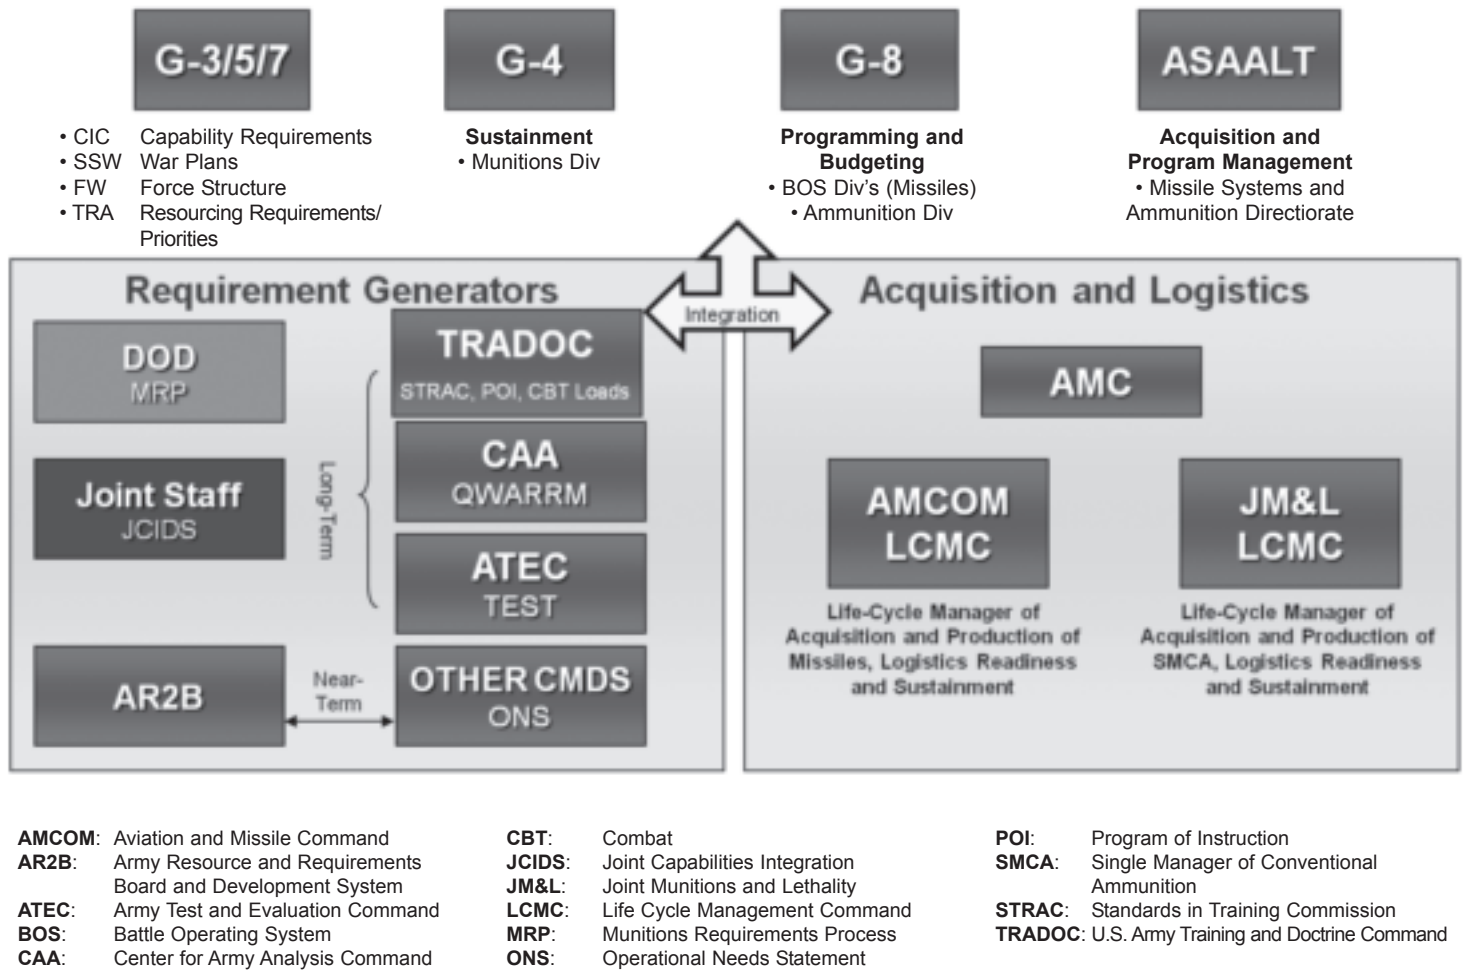 G-3/5/7
• CIC Capability Requirements
• SSW War Plans
• FW Force Structure
• TRA Resourcing Requirements/
Priorities
G-4
Sustainment
• Munitions Div
G-8
Programming and
Budgeting
• BOS Div's (Missiles)
• Ammunition Div
ASAALT
Acquisition and
Program Management
• Missile Systems and
Ammunition Directiorate
Integration
Requirement Generators
DOD
MRP
Joint Staff
JCIDS
Long-Term
TRADOC
STRAC, POI, CBT Loads
CAA
QWARRM
ATEC
TEST
AR2B
Near-
Term
OTHER CMDS
ONS
Acquisition and Logistics
AMC
AMCOM
LCMC
Life-Cycle Manager of
Acquisition and Production of
Missiles, Logistics Readiness
and Sustainment
JM&L
LCMC
Life-Cycle Manager of
Acquisition and Production of
SMCA, Logistics Readiness
and Sustainment
AMCOM: Aviation and Missile Command
AR2B: Army Resource and Requirements
Board and Development System
ATEC: Army Test and Evaluation Command
BOS: Battle Operating System
CAA: Center for Army Analysis Command
CBT: Combat
JCIDS: Joint Capabilities Integration
JM&L: Joint Munitions and Lethality
LCMC: Life Cycle Management Command
MRP: Munitions Requirements Process
ONS: Operational Needs Statement
POI: Program of Instruction
SMCA: Single Manager of Conventional
Ammunition
STRAC: Standards in Training Commission
TRADOC: U.S. Army Training and Doctrine Command